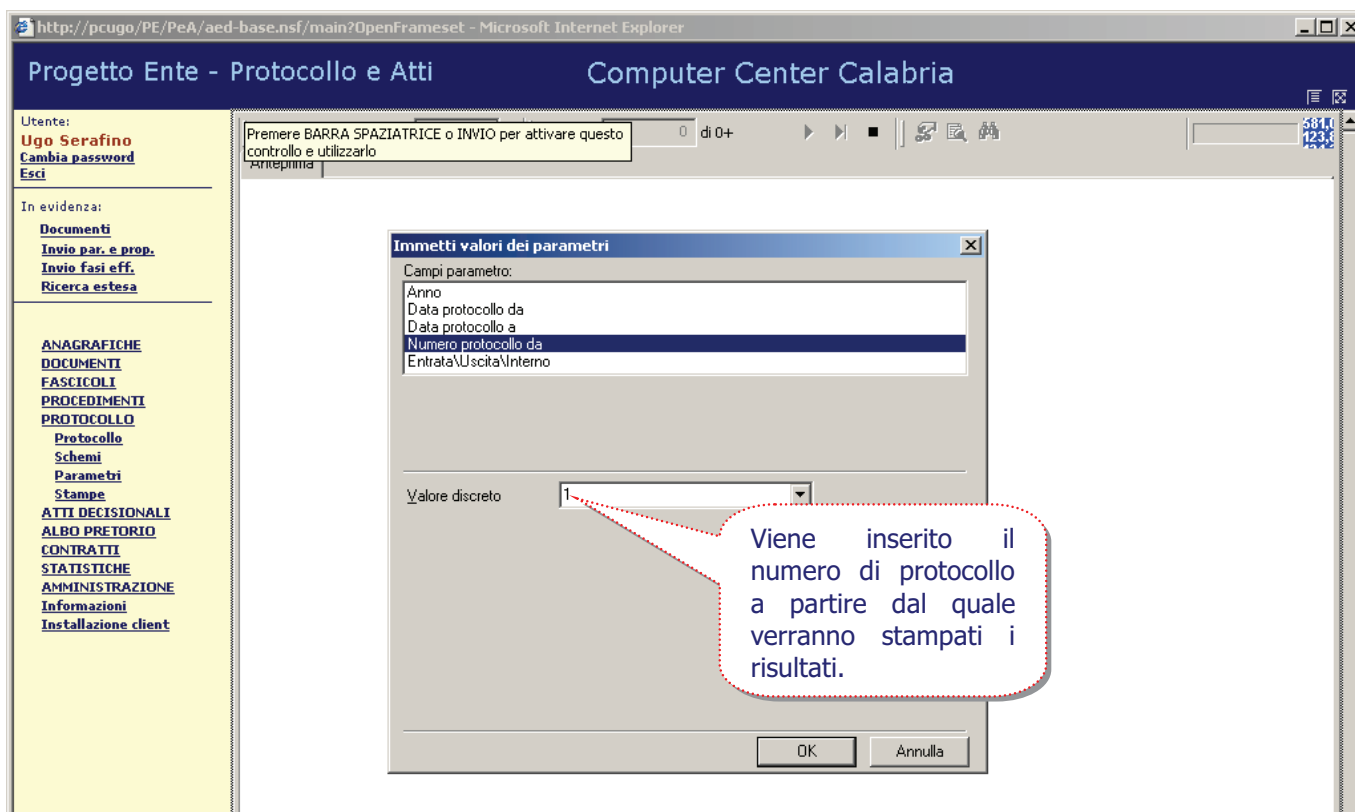 http://pcugo/PE/PeA/aed-base.nsf/main?OpenFrameset - Microsoft Internet Explorer
Progetto Ente - Protocollo e Atti
Computer Center Calabria
Utente:
Ugo Serafino
Cambia password
Esci
In evidenza:
Documenti
Invio par. e prop.
Invio fasi eff.
Ricerca estesa
ANAGRAFICHE
DOCUMENTI
FASCICOLI
PROCEDIMENTI
PROTOCOLLO
Protocollo
Schemi
Parametri
Stampe
ATTI DECISIONALI
ALBO PRETORIO
CONTRATTI
STATISTICHE
AMMINISTRAZIONE
Informazioni
Installazione client
Premere BARRA SPAZIATRICE o INVIO per attivare questo
controllo e utilizzarlo
0 di 0+
Anteprima
Immetti valori dei parametri
Campi parametro:
Anno
Data protocollo da
Data protocollo a
Numero protocollo da
Entrata\Uscita\Interno
Valore discreto 1
Viene inserito il
numero di protocollo
a partire dal quale
verranno stampati i
risultati.
OK Annulla